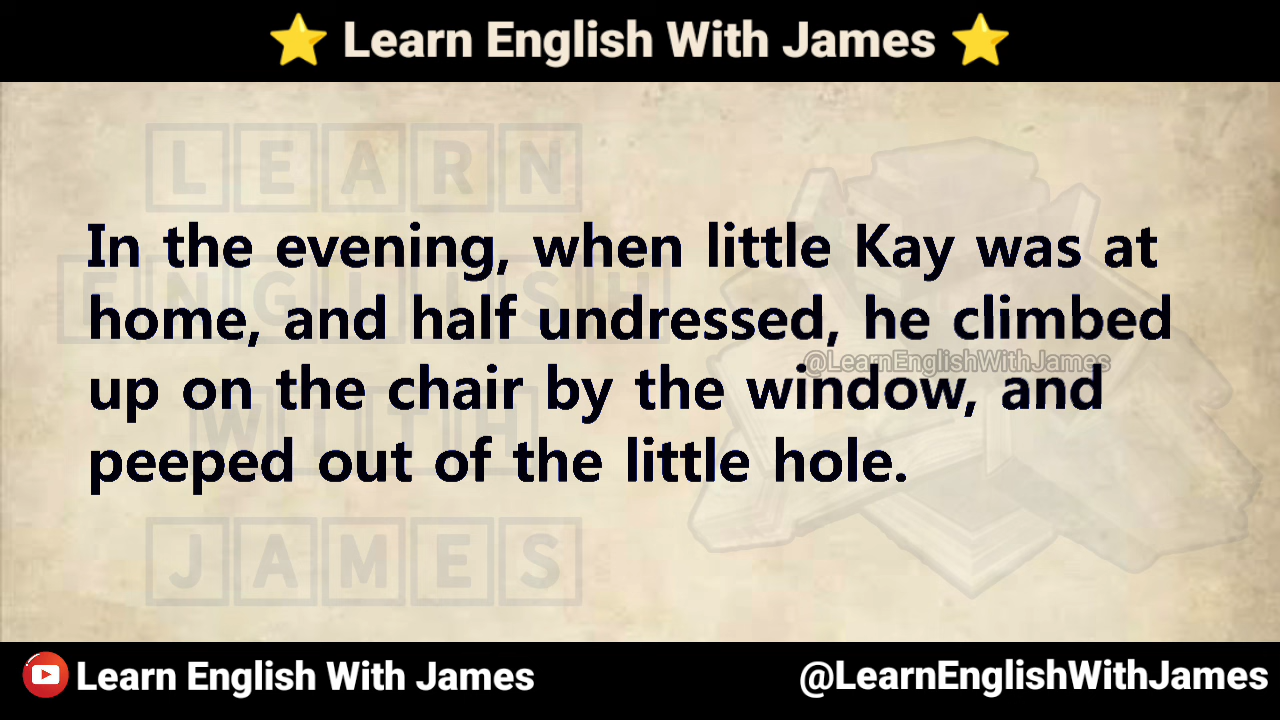 ⭐ Learn English With James ⭐
LEARN
In the evening, when little Kay was at
ENGLISH
home, and half undressed, he climbed
@LearnEnglishWithJames
up on the chair by the window, and
WITH
peeped out of the little hole.
JAMES
Learn English With James
@LearnEnglishWithJames